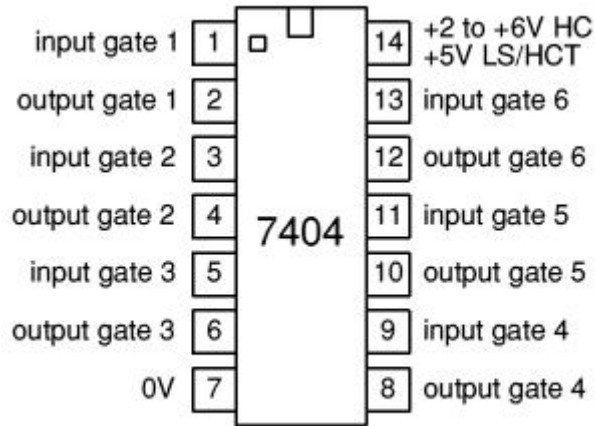 input gate 1 1 14 +2 to +6V HC
+5V LS/HCT
output gate 1 2 13 input gate 6
input gate 2 3 12 output gate 6
output gate 2 4 11 input gate 5
7404
input gate 3 5 10 output gate 5
output gate 3 6 9 input gate 4
0V 7 8 output gate 4